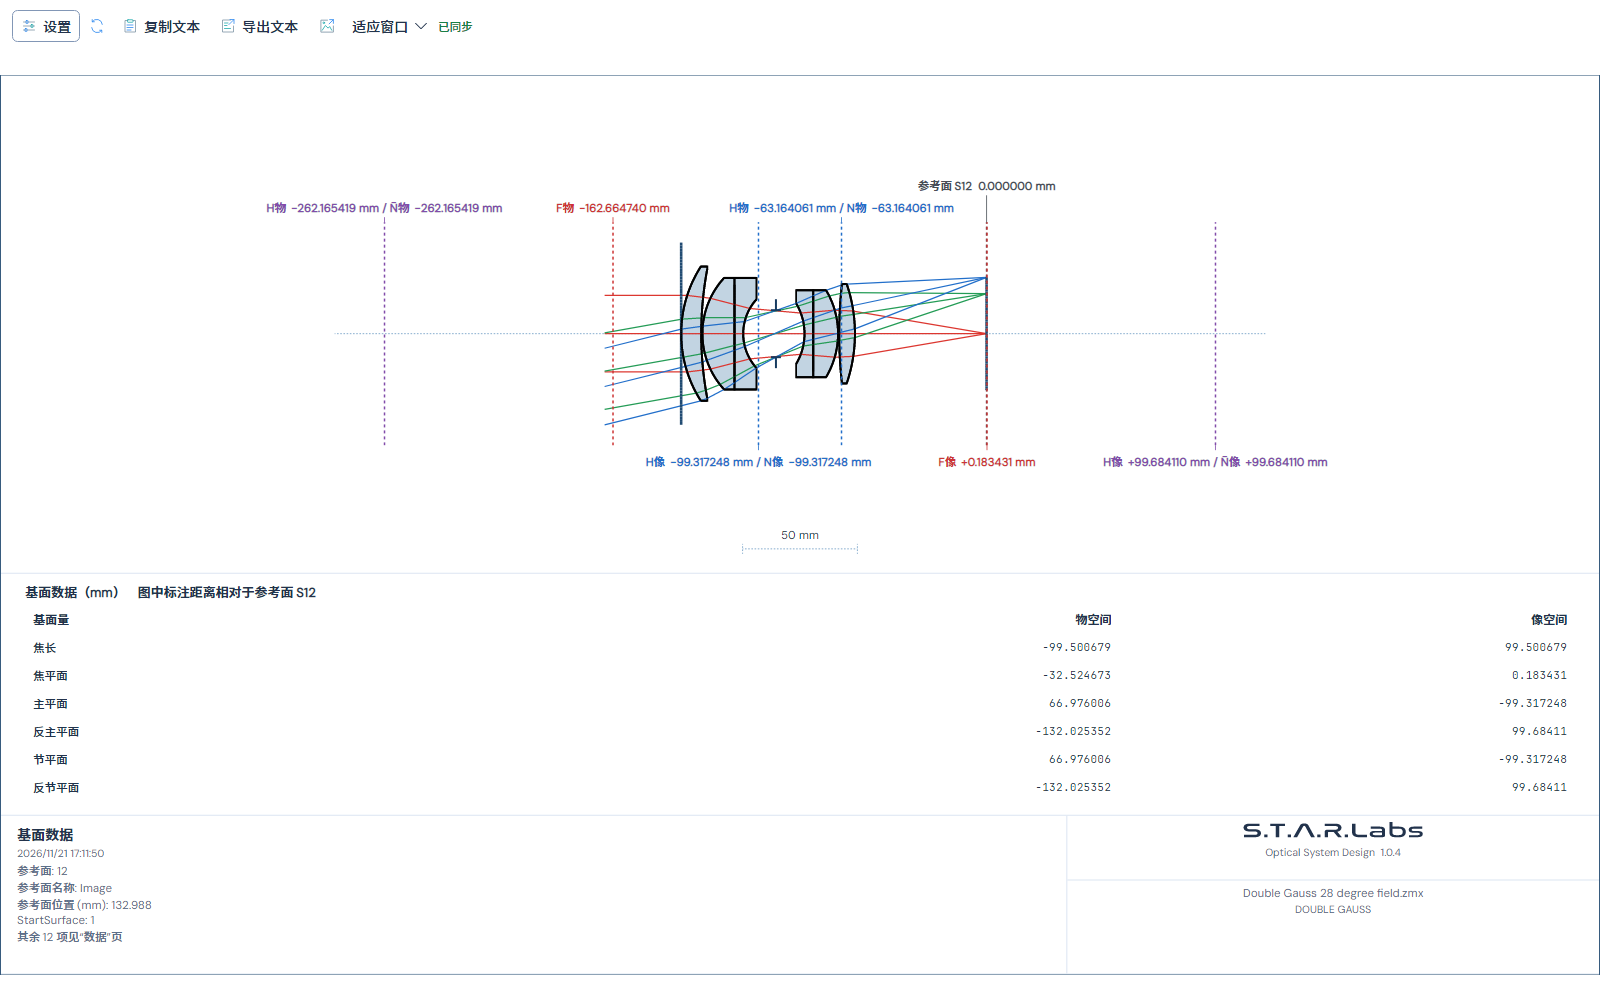 设置 复制文本 导出文本 适应窗口 已同步
参考面 S12 0.000000 mm
H物 -262.165419 mm / Ñ物 -262.165419 mm F物 -162.664740 mm H物 -63.164061 mm / N物 -63.164061 mm
H像 -99.317248 mm / N像 -99.317248 mm F像 +0.183431 mm H像 +99.684110 mm / Ñ像 +99.684110 mm
50 mm
基面数据（mm） 图中标注距离相对于参考面 S12
基面量 物空间 像空间
焦长 -99.500679 99.500679
焦平面 -32.524673 0.183431
主平面 66.976006 -99.317248
反主平面 -132.025352 99.68411
节平面 66.976006 -99.317248
反节平面 -132.025352 99.68411
基面数据
2026/11/21 17:11:50
参考面: 12
参考面名称: Image
参考面位置 (mm): 132.988
StartSurface: 1
其余 12 项见“数据”页
S.T.A.R.Labs
Optical System Design 1.0.4
Double Gauss 28 degree field.zmx
DOUBLE GAUSS